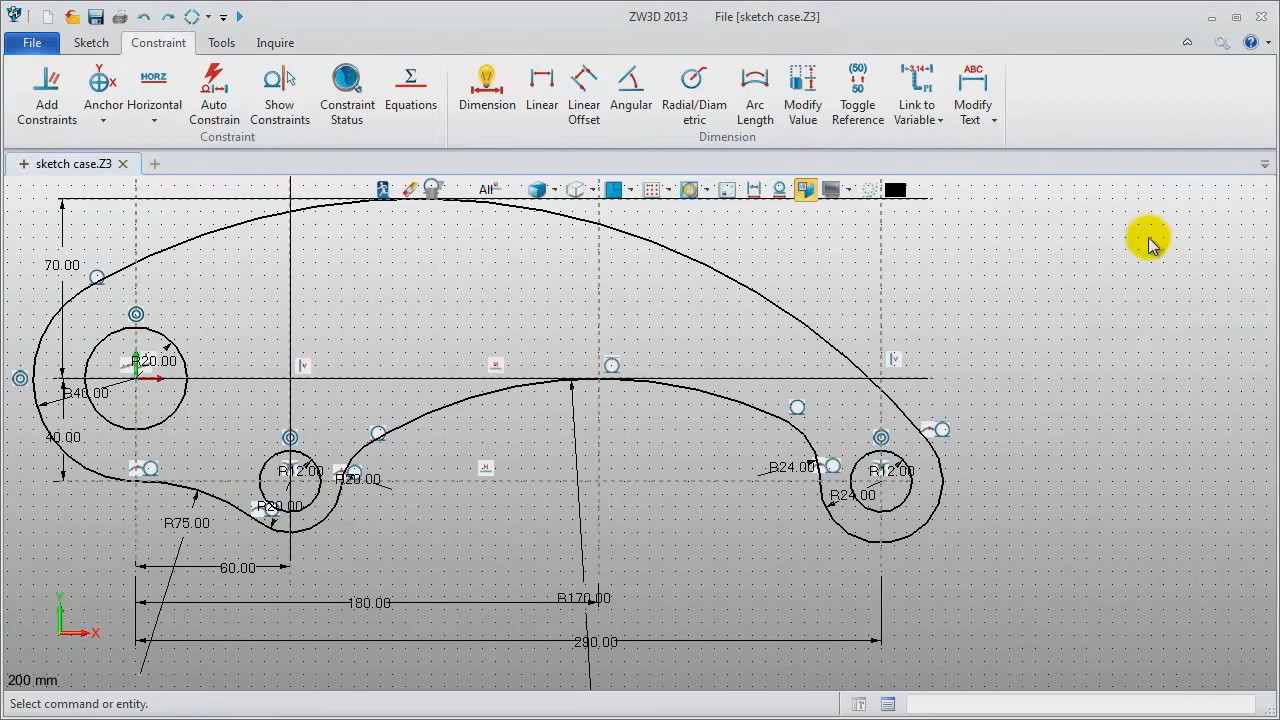 ZW3D 2013
File [sketch case.Z3]
File
Sketch
Constraint
Tools
Inquire
HORZ
Σ
(50)
50
3.14
PI
ABC
Add Constraints
Anchor
Horizontal
Auto Constrain
Show Constraints
Constraint Status
Equations
Dimension
Linear
Linear Offset
Angular
Radial/Diam etric
Arc Length
Modify Value
Toggle Reference
Link to Variable
Modify Text
Constraint
Dimension
sketch case.Z3
All
70.00
R20.00
R40.00
40.00
R12.00
R20.00
R20.00
R24.00
R12.00
R24.00
R75.00
60.00
R170.00
180.00
290.00
Y
X
200 mm
Select command or entity.